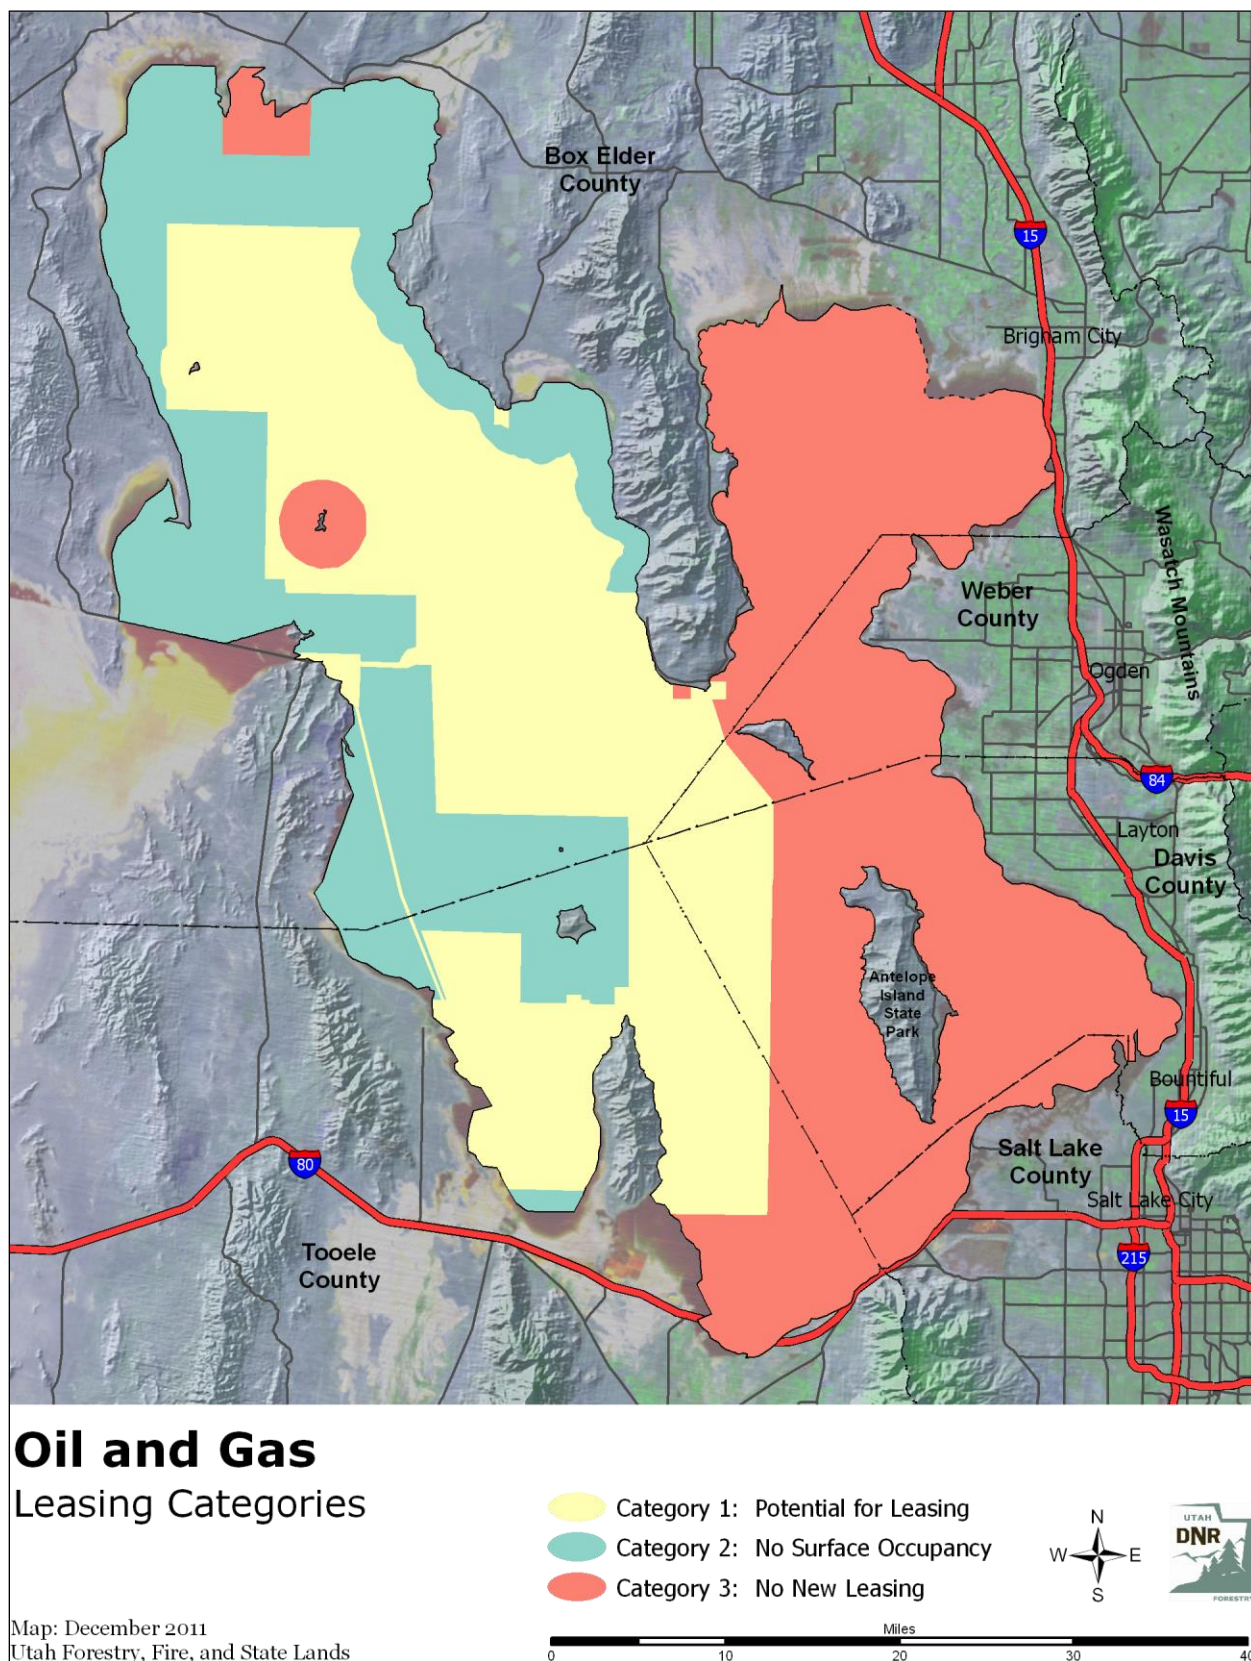 Box Elder
County
15
Brigham City
Wasatch Mountains
Weber
County
Ogden
84
Layton
Davis
County
Antelope
Island
State
Park
Bountiful
15
Salt Lake
County
80
Salt Lake City
Tooele
County
215
Oil and Gas
Leasing Categories
Category 1: Potential for Leasing
Category 2: No Surface Occupancy
Category 3: No New Leasing
N
W E
S
UTAH
DNR
FORESTRY
Map: December 2011
Utah Forestry, Fire, and State Lands
Miles
0 10 20 30 40